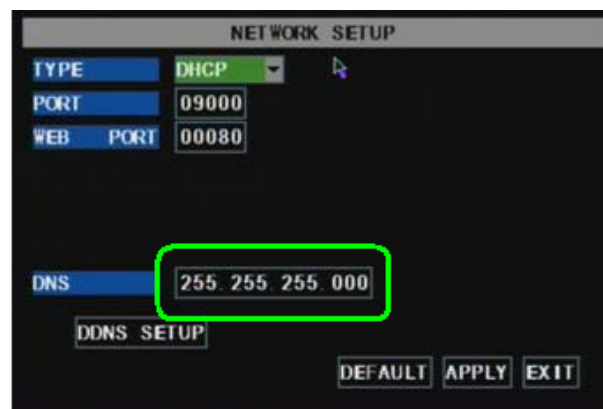 NETWORK SETUP
TYPE DHCP
PORT 09000
WEB PORT 00080
DNS 255.255.255.000
DDNS SETUP
DEFAULT APPLY EXIT